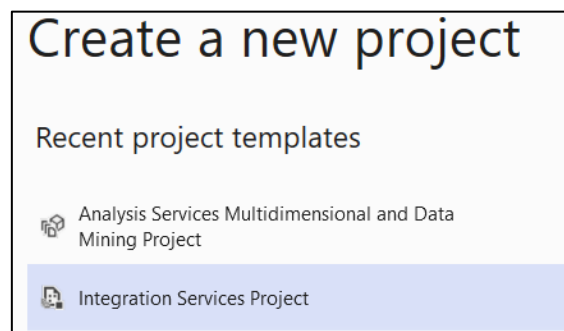 Create a new project
Recent project templates
Analysis Services Multidimensional and Data
Mining Project
Integration Services Project